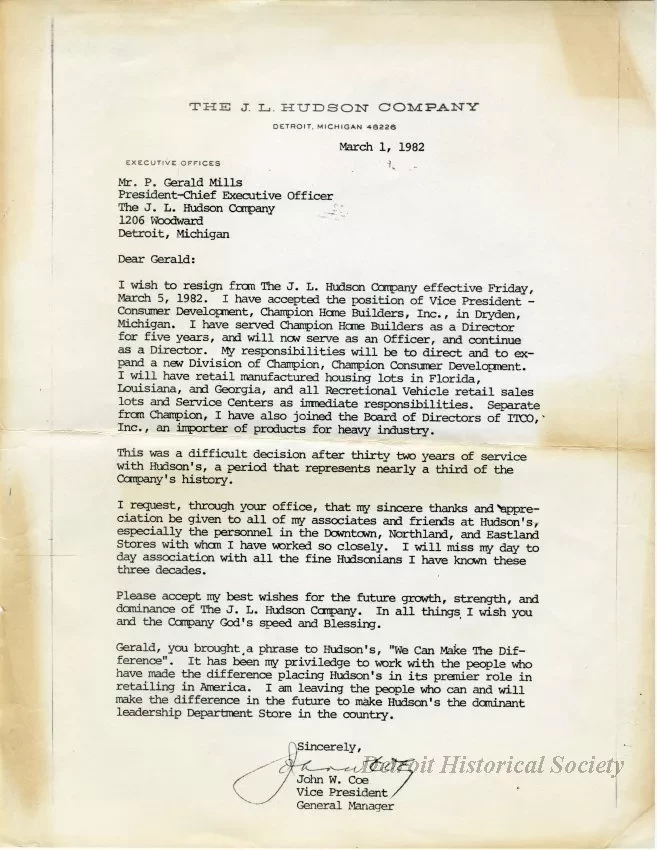 THE J. L. HUDSON COMPANY
DETROIT, MICHIGAN 48226
March 1, 1982
EXECUTIVE OFFICES
Mr. P. Gerald Mills
President-Chief Executive Officer
The J. L. Hudson Company
1206 Woodward
Detroit, Michigan
Dear Gerald:
I wish to resign from The J. L. Hudson Company effective Friday,
March 5, 1982. I have accepted the position of Vice President -
Consumer Development, Champion Home Builders, Inc., in Dryden,
Michigan. I have served Champion Home Builders as a Director
for five years, and will now serve as an Officer, and continue
as a Director. My responsibilities will be to direct and to ex-
pand a new Division of Champion, Champion Consumer Development.
I will have retail manufactured housing lots in Florida,
Louisiana, and Georgia, and all Recretional Vehicle retail sales
lots and Service Centers as immediate responsibilities. Separate
from Champion, I have also joined the Board of Directors of ITCO,
Inc., an importer of products for heavy industry.
This was a difficult decision after thirty two years of service
with Hudson's, a period that represents nearly a third of the
Company's history.
I request, through your office, that my sincere thanks and appre-
ciation be given to all of my associates and friends at Hudson's,
especially the personnel in the Downtown, Northland, and Eastland
Stores with whom I have worked so closely. I will miss my day to
day association with all the fine Hudsonians I have known these
three decades.
Please accept my best wishes for the future growth, strength, and
dominance of The J. L. Hudson Company. In all things I wish you
and the Company God's speed and Blessing.
Gerald, you brought a phrase to Hudson's, "We Can Make The Dif-
ference". It has been my priviledge to work with the people who
have made the difference placing Hudson's in its premier role in
retailing in America. I am leaving the people who can and will
make the difference in the future to make Hudson's the dominant
leadership Department Store in the country.
Sincerely,
Detroit Historical Society
John W. Coe
Vice President
General Manager